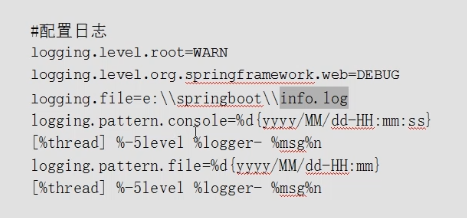 #配置日志
logging.level.root=WARN
logging.level.org.springframework.web=DEBUG
logging.file=e:\\springboot\\info.log
logging.pattern.console=%d{yyyy/MM/dd-HH:mm:ss}
[%thread] %-5level %logger- %msg%n
logging.pattern.file=%d{yyyy/MM/dd-HH:mm}
[%thread] %-5level %logger- %msg%n